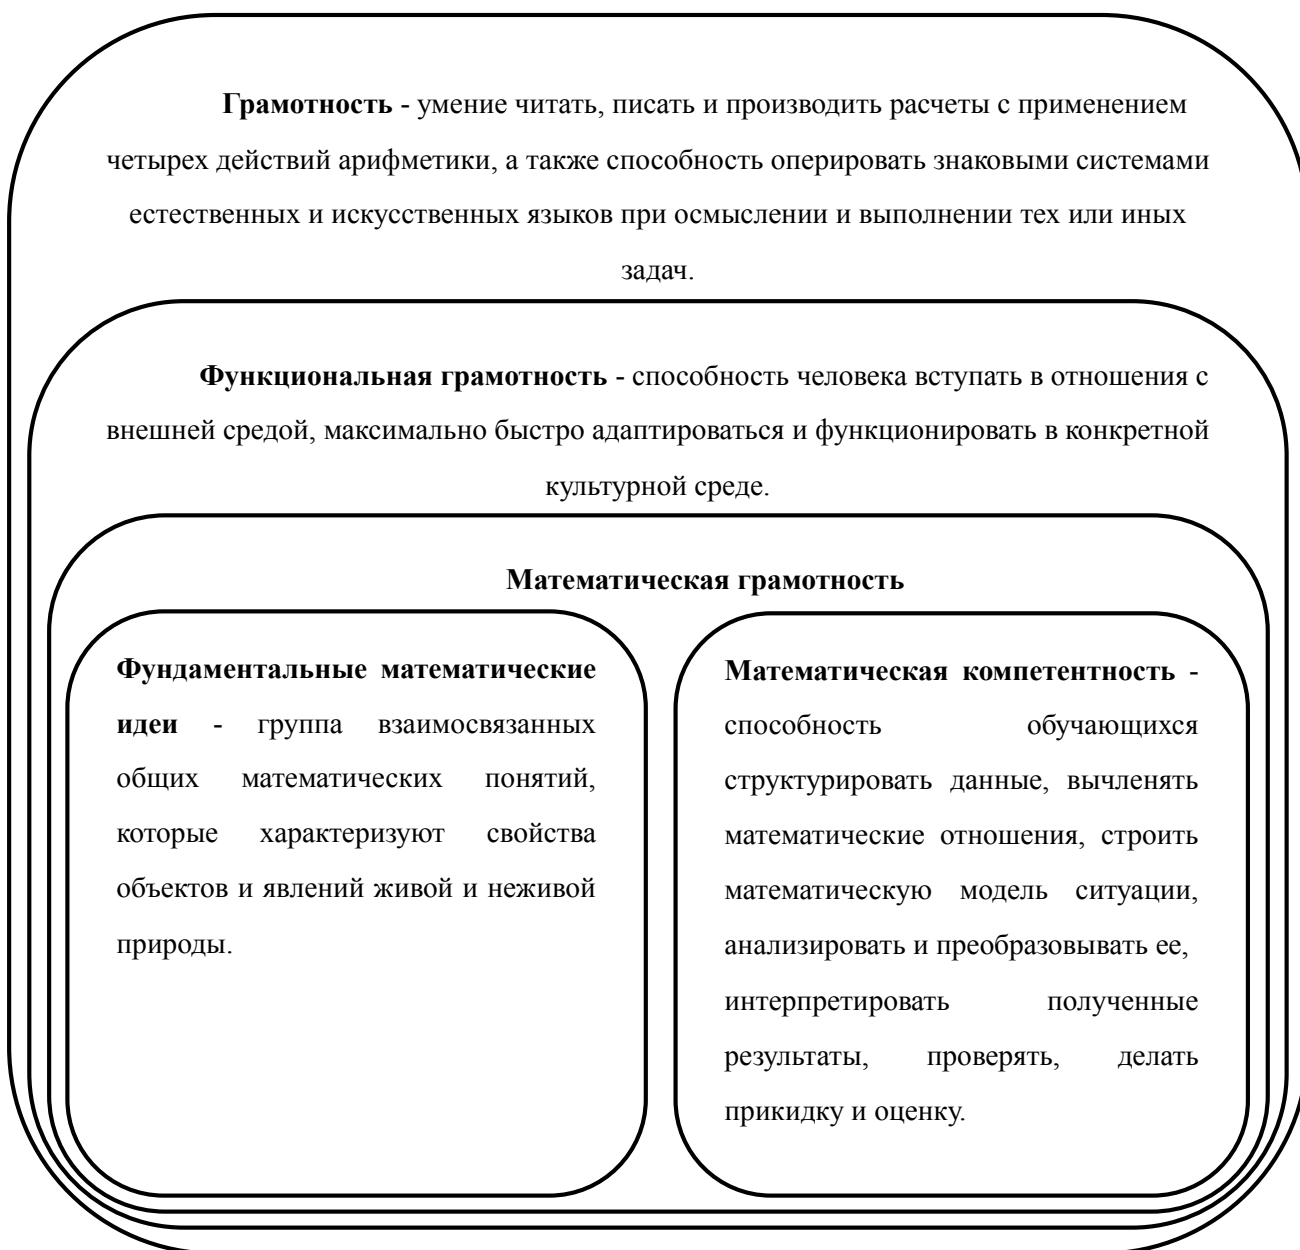 Грамотность - умение читать, писать и производить расчеты с применением
четырех действий арифметики, а также способность оперировать знаковыми системами
естественных и искусственных языков при осмыслении и выполнении тех или иных
задач.
Функциональная грамотность - способность человека вступать в отношения с
внешней средой, максимально быстро адаптироваться и функционировать в конкретной
культурной среде.
Математическая грамотность
Фундаментальные математические
идеи - группа взаимосвязанных
общих математических понятий,
которые характеризуют свойства
объектов и явлений живой и неживой
природы.
Математическая компетентность -
способность обучающихся
структурировать данные, вычленять
математические отношения, строить
математическую модель ситуации,
анализировать и преобразовывать ее,
интерпретировать полученные
результаты, проверять, делать
прикидку и оценку.